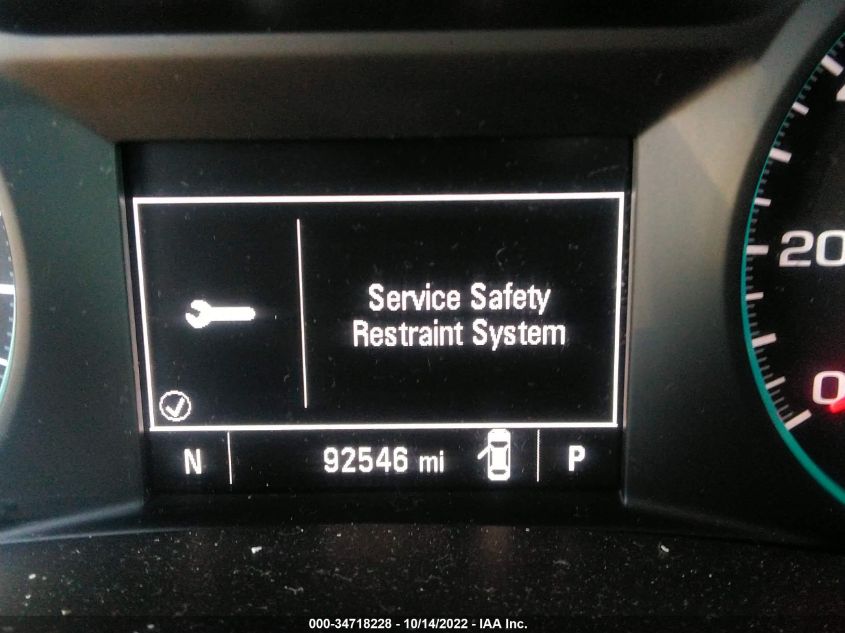 Service Safety
Restraint System
N 92546 mi P
20
0
000-34718228 - 10/14/2022 - IAA Inc.